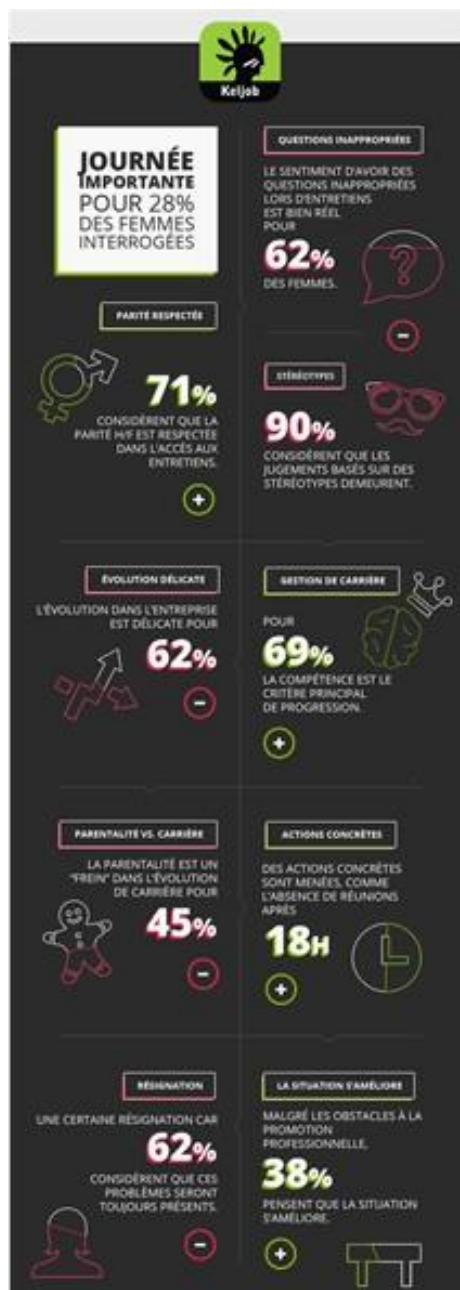 Keljob
JOURNÉE
IMPORTANTE
POUR 28%
DES FEMMES
INTERROGÉES
QUESTIONS INAPPROPRIÉES
LE SENTIMENT D'AVOIR DES
QUESTIONS INAPPROPRIÉES
LORS D'ENTRETIENS
EST BIEN RÉEL
POUR
62%
DES FEMMES.
PARITÉ RESPECTÉE
71%
CONSIDÈRENT QUE LA
PARITÉ H/F EST RESPECTÉE
DANS L'ACCÈS AUX
ENTRETIENS.
STÉRÉOTYPES
90%
CONSIDÈRENT QUE LES
JUGEMENTS BASÉS SUR DES
STÉRÉOTYPES DEMEURENT.
ÉVOLUTION DÉLICATE
L'ÉVOLUTION DANS L'ENTREPRISE
EST DÉLICATE POUR
62%
GESTION DE CARRIÈRE
POUR
69%
LA COMPÉTENCE EST LE
CRITÈRE PRINCIPAL
DE PROGRESSION.
PARENTALITÉ VS. CARRIÈRE
LA PARENTALITÉ EST UN
"FREIN" DANS L'ÉVOLUTION
DE CARRIÈRE POUR
45%
ACTIONS CONCRÈTES
DES ACTIONS CONCRÈTES
SONT MENÉES, COMME
L'ABSENCE DE RÉUNIONS
APRÈS
18H
RÉSIGNATION
UNE CERTAINE RÉSIGNATION CAR
62%
CONSIDÈRENT QUE CES
PROBLÈMES SERONT
TOUJOURS PRÉSENTS.
LA SITUATION S'AMÉLIORE
MALGRÉ LES OBSTACLES À LA
PROMOTION
PROFESSIONNELLE,
38%
PENSENT QUE LA SITUATION
S'AMÉLIORE.